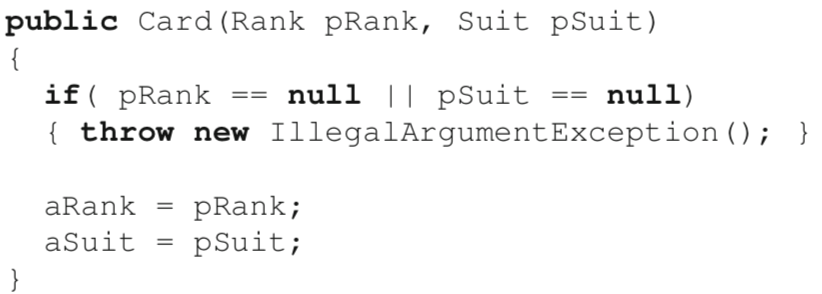 public Card(Rank pRank, Suit pSuit)
{
if( pRank == null || pSuit == null)
{ throw new IllegalArgumentException(); }
aRank = pRank;
aSuit = pSuit;
}